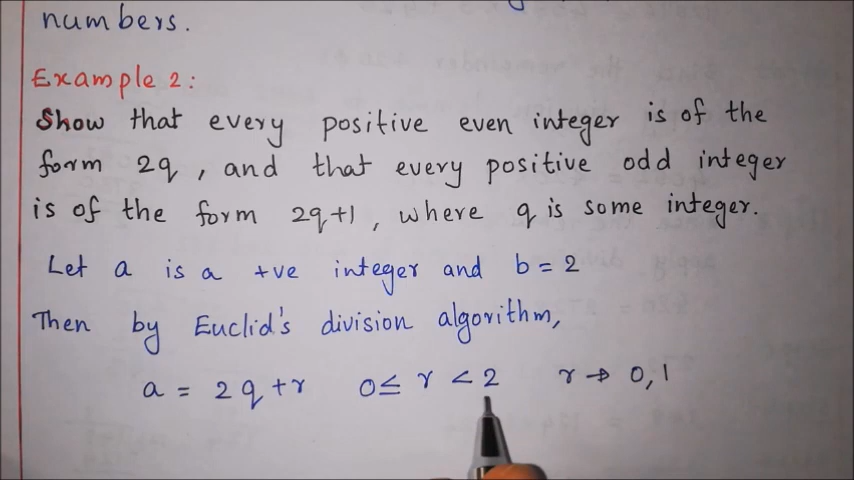 numbers.
Example 2:
Show that every positive even integer is of the
form 2q, and that every positive odd integer
is of the form 2q+1, where q is some integer.
Let a is a +ve integer and b = 2
Then by Euclid's division algorithm,
a = 2q + r 0 ≤ r < 2 r → 0, 1